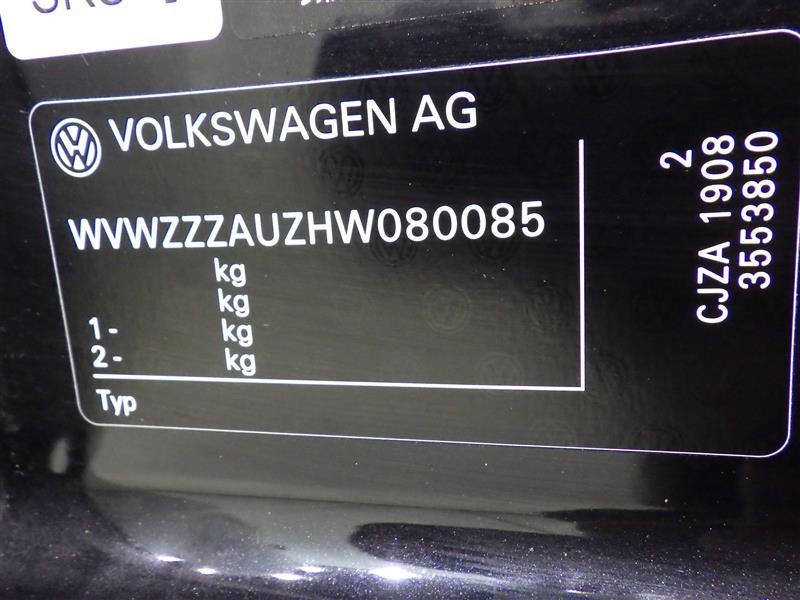 VOLKSWAGEN AG
WVWZZZAUZHW080085
kg
kg
1- kg
2- kg
Typ
2
CJZA 1908
3553850